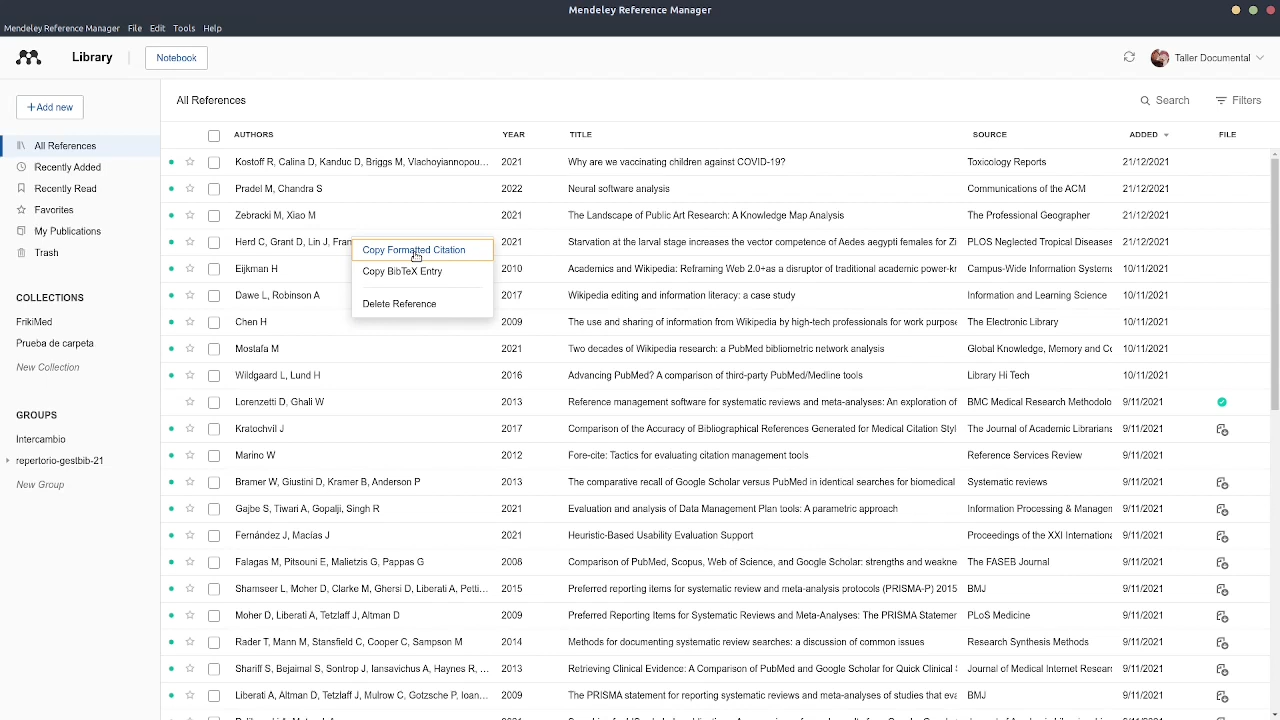 Mendeley Reference Manager
Mendeley Reference Manager File Edit Tools Help
Library Notebook Taller Documental
+Add new All References Search Filters
AUTHORS YEAR TITLE SOURCE ADDED FILE
All References
Recently Added
Recently Read
Favorites
My Publications
Trash
COLLECTIONS
FrikiMed
Prueba de carpeta
New Collection
GROUPS
Intercambio
repertorio-gestbib-21
New Group
Kostoff R, Calina D, Kanduc D, Briggs M, Vlachoyiannopou... 2021 Why are we vaccinating children against COVID-19? Toxicology Reports 21/12/2021
Pradel M, Chandra S 2022 Neural software analysis Communications of the ACM 21/12/2021
Zebracki M, Xiao M 2021 The Landscape of Public Art Research: A Knowledge Map Analysis The Professional Geographer 21/12/2021
Herd C, Grant D, Lin J, Fran 2021 Starvation at the larval stage increases the vector competence of Aedes aegypti females for Zi PLOS Neglected Tropical Diseases 21/12/2021
Eijkman H 2010 Academics and Wikipedia: Reframing Web 2.0+as a disruptor of traditional academic power-kr Campus-Wide Information Systems 10/11/2021
Dawe L, Robinson A 2017 Wikipedia editing and information literacy: a case study Information and Learning Science 10/11/2021
Chen H 2009 The use and sharing of information from Wikipedia by high-tech professionals for work purpose The Electronic Library 10/11/2021
Mostafa M 2021 Two decades of Wikipedia research: a PubMed bibliometric network analysis Global Knowledge, Memory and Co 10/11/2021
Wildgaard L, Lund H 2016 Advancing PubMed? A comparison of third-party PubMed/Medline tools Library Hi Tech 10/11/2021
Lorenzetti D, Ghali W 2013 Reference management software for systematic reviews and meta-analyses: An exploration of BMC Medical Research Methodolo 9/11/2021
Kratochvil J 2017 Comparison of the Accuracy of Bibliographical References Generated for Medical Citation Styl The Journal of Academic Librarians 9/11/2021
Marino W 2012 Fore-cite: Tactics for evaluating citation management tools Reference Services Review 9/11/2021
Bramer W, Giustini D, Kramer B, Anderson P 2013 The comparative recall of Google Scholar versus PubMed in identical searches for biomedical Systematic reviews 9/11/2021
Gajbe S, Tiwari A, Gopalji, Singh R 2021 Evaluation and analysis of Data Management Plan tools: A parametric approach Information Processing & Managen 9/11/2021
Fernández J, Macías J 2021 Heuristic-Based Usability Evaluation Support Proceedings of the XXI Internationa 9/11/2021
Falagas M, Pitsouni E, Malietzis G, Pappas G 2008 Comparison of PubMed, Scopus, Web of Science, and Google Scholar: strengths and weakne The FASEB Journal 9/11/2021
Shamseer L, Moher D, Clarke M, Ghersi D, Liberati A, Petti... 2015 Preferred reporting items for systematic review and meta-analysis protocols (PRISMA-P) 2015 BMJ 9/11/2021
Moher D, Liberati A, Tetzlaff J, Altman D 2009 Preferred Reporting Items for Systematic Reviews and Meta-Analyses: The PRISMA Statemer PLoS Medicine 9/11/2021
Rader T, Mann M, Stansfield C, Cooper C, Sampson M 2014 Methods for documenting systematic review searches: a discussion of common issues Research Synthesis Methods 9/11/2021
Shariff S, Bejaimal S, Sontrop J, Iansavichus A, Haynes R, ... 2013 Retrieving Clinical Evidence: A Comparison of PubMed and Google Scholar for Quick Clinical Journal of Medical Internet Researc 9/11/2021
Liberati A, Altman D, Tetzlaff J, Mulrow C, Gotzsche P, Ioan... 2009 The PRISMA statement for reporting systematic reviews and meta-analyses of studies that eva BMJ 9/11/2021
Copy Formatted Citation
Copy BibTeX Entry
Delete Reference